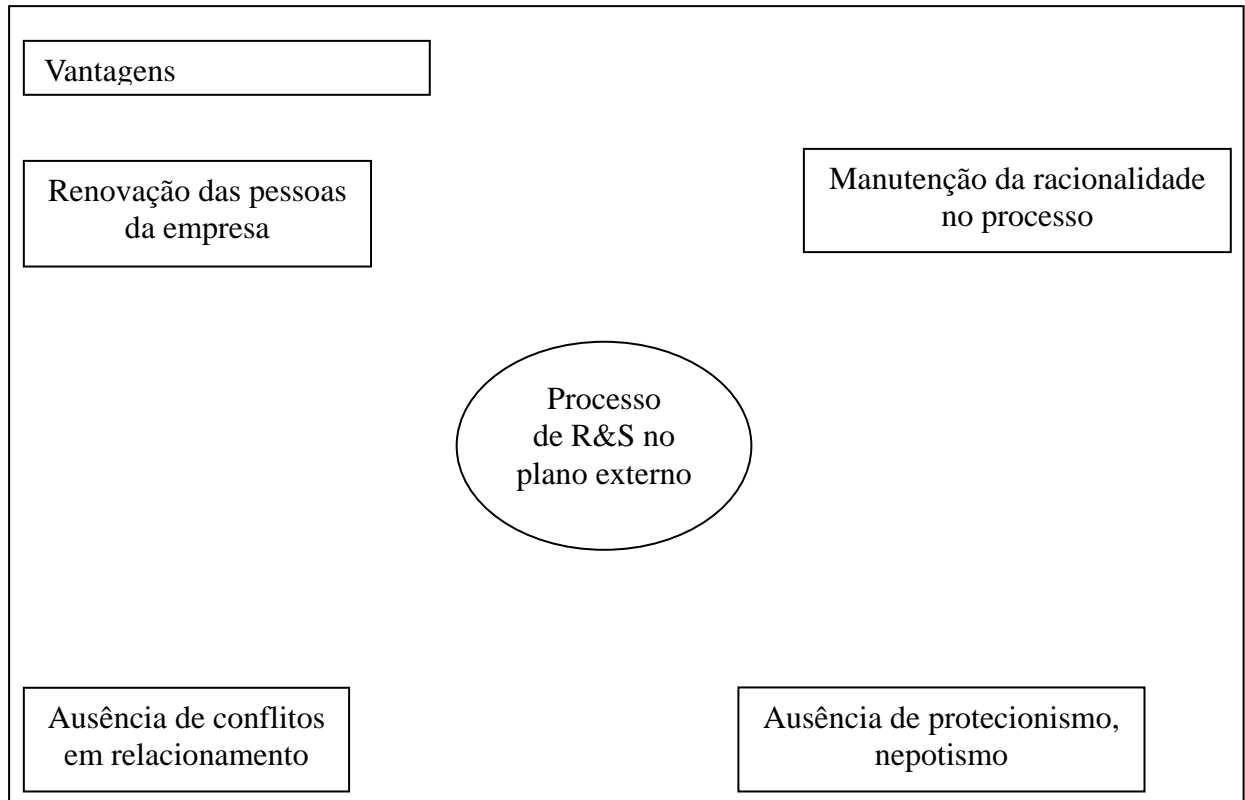 Vantagens
Renovação das pessoas
da empresa
Manutenção da racionalidade
no processo
Processo
de R&S no
plano externo
Ausência de conflitos
em relacionamento
Ausência de protecionismo,
nepotismo